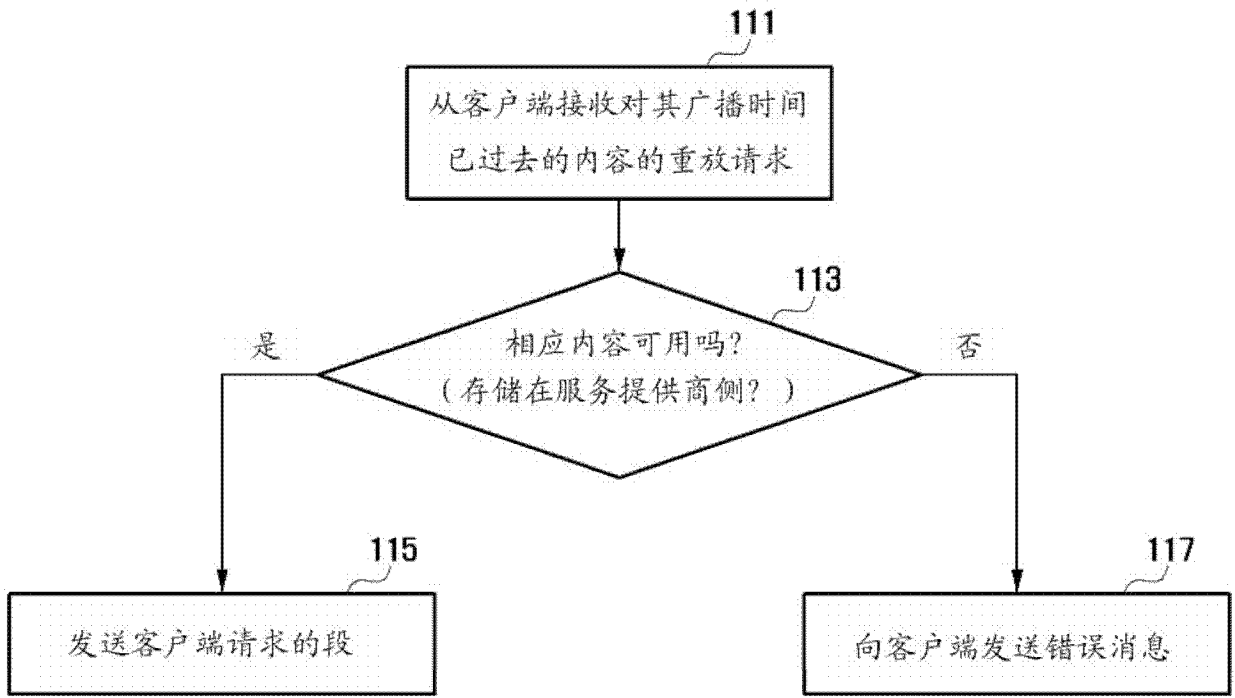 111
从客户端接收对其广播时间
已过去的内容的重放请求
113
相应内容可用吗?
(存储在服务提供商侧?)
是
否
115
发送客户端请求的段
117
向客户端发送错误消息